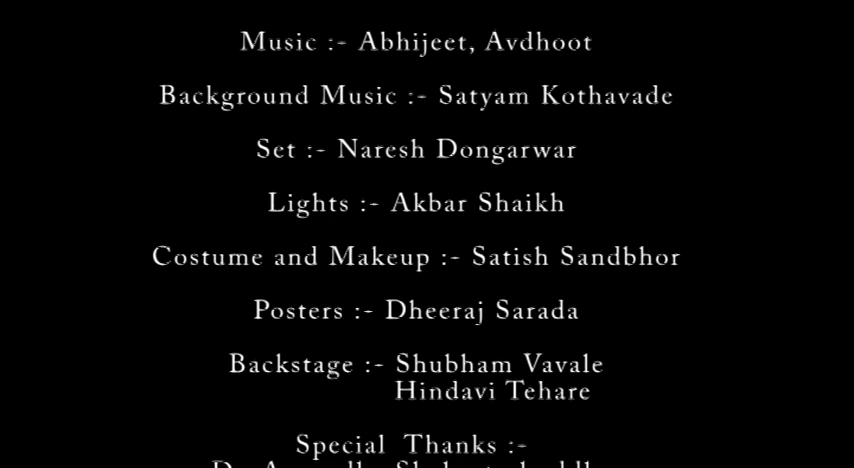 Music :- Abhijeet, Avdhoot
Background Music :- Satyam Kothavade
Set :- Naresh Dongarwar
Lights :- Akbar Shaikh
Costume and Makeup :- Satish Sandbhor
Posters :- Dheeraj Sarada
Backstage :- Shubham Vavale
Hindavi Tehare
Special Thanks :-